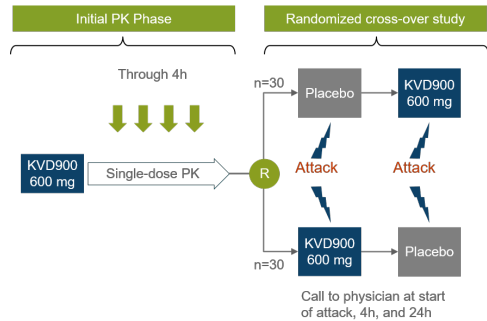 Initial PK Phase
Randomized cross-over study
Through 4h
n=30
Placebo
KVD900
600 mg
KVD900
600 mg
Single-dose PK
R
Attack
Attack
n=30
KVD900
600 mg
Placebo
Call to physician at start
of attack, 4h, and 24h